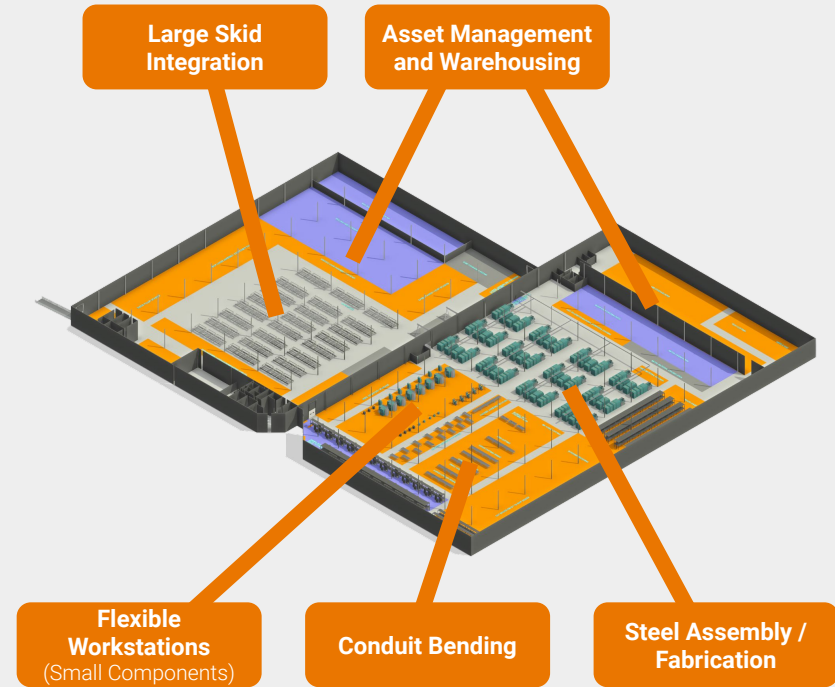 Large Skid
Integration
Asset Management
and Warehousing
Flexible
Workstations
(Small Components)
Conduit Bending
Steel Assembly /
Fabrication